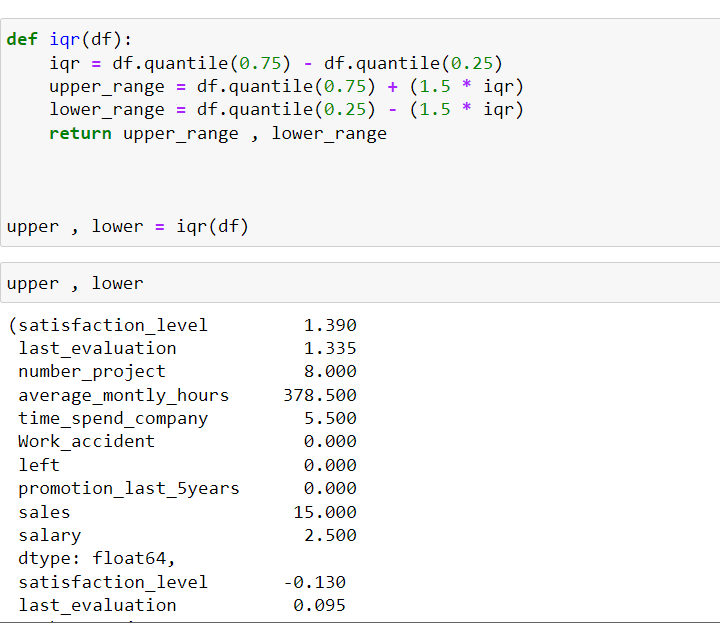 def iqr(df):
    iqr = df.quantile(0.75) - df.quantile(0.25)
    upper_range = df.quantile(0.75) + (1.5 * iqr)
    lower_range = df.quantile(0.25) - (1.5 * iqr)
    return upper_range , lower_range
upper , lower = iqr(df)
upper , lower
(satisfaction_level         1.390
 last_evaluation            1.335
 number_project             8.000
 average_montly_hours     378.500
 time_spend_company         5.500
 Work_accident              0.000
 left                       0.000
 promotion_last_5years      0.000
 sales                     15.000
 salary                     2.500
 dtype: float64,
 satisfaction_level       -0.130
 last_evaluation           0.095